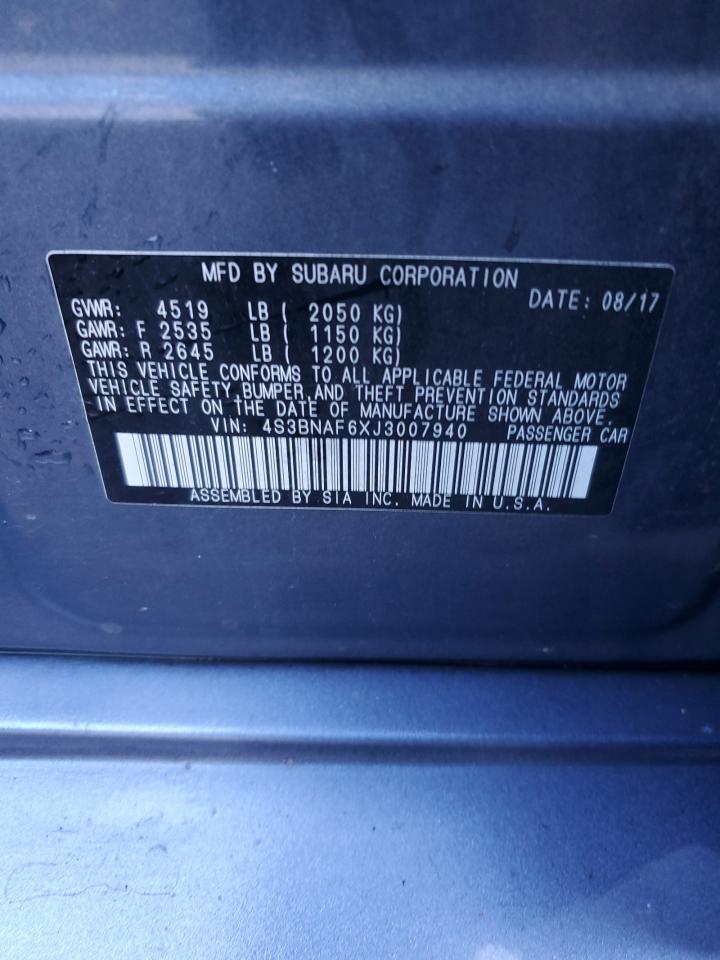 MFD BY SUBARU CORPORATION
DATE: 08/17
GVWR: 4519 LB ( 2050 KG)
GAWR: F 2535 LB ( 1150 KG)
GAWR: R 2645 LB ( 1200 KG)
THIS VEHICLE CONFORMS TO ALL APPLICABLE FEDERAL MOTOR
VEHICLE SAFETY, BUMPER, AND THEFT PREVENTION STANDARDS
IN EFFECT ON THE DATE OF MANUFACTURE SHOWN ABOVE.
VIN: 4S3BNAF6XJ3007940 PASSENGER CAR
ASSEMBLED BY SIA INC. MADE IN U.S.A.